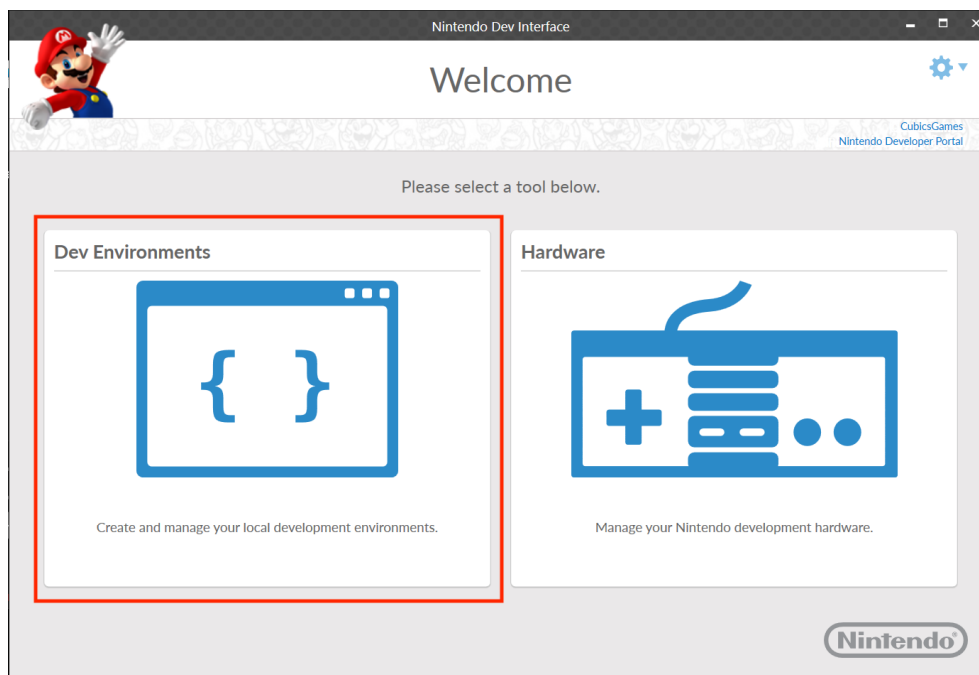 Nintendo Dev Interface
Welcome
CubicsGames
Nintendo Developer Portal
Please select a tool below.
Dev Environments
Hardware
{ }
Create and manage your local development environments.
Manage your Nintendo development hardware.
Nintendo®